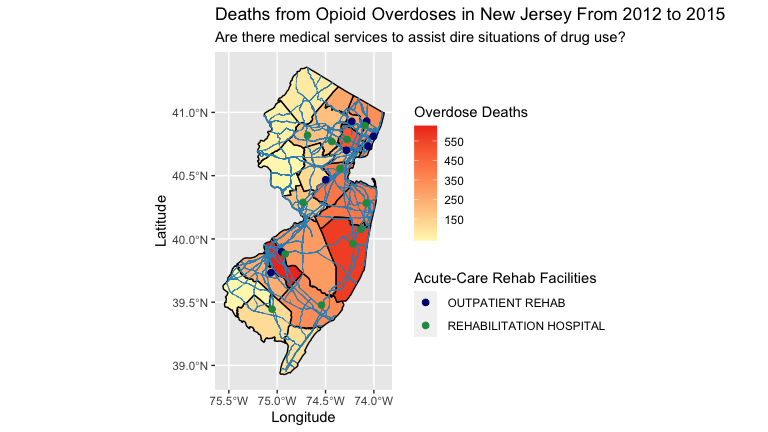 Deaths from Opioid Overdoses in New Jersey From 2012 to 2015
Are there medical services to assist dire situations of drug use?
41.0°N
40.5°N
40.0°N
39.5°N
39.0°N
Latitude
75.5°W 75.0°W 74.5°W 74.0°W
Longitude
Overdose Deaths
550
450
350
250
150
Acute-Care Rehab Facilities
OUTPATIENT REHAB
REHABILITATION HOSPITAL